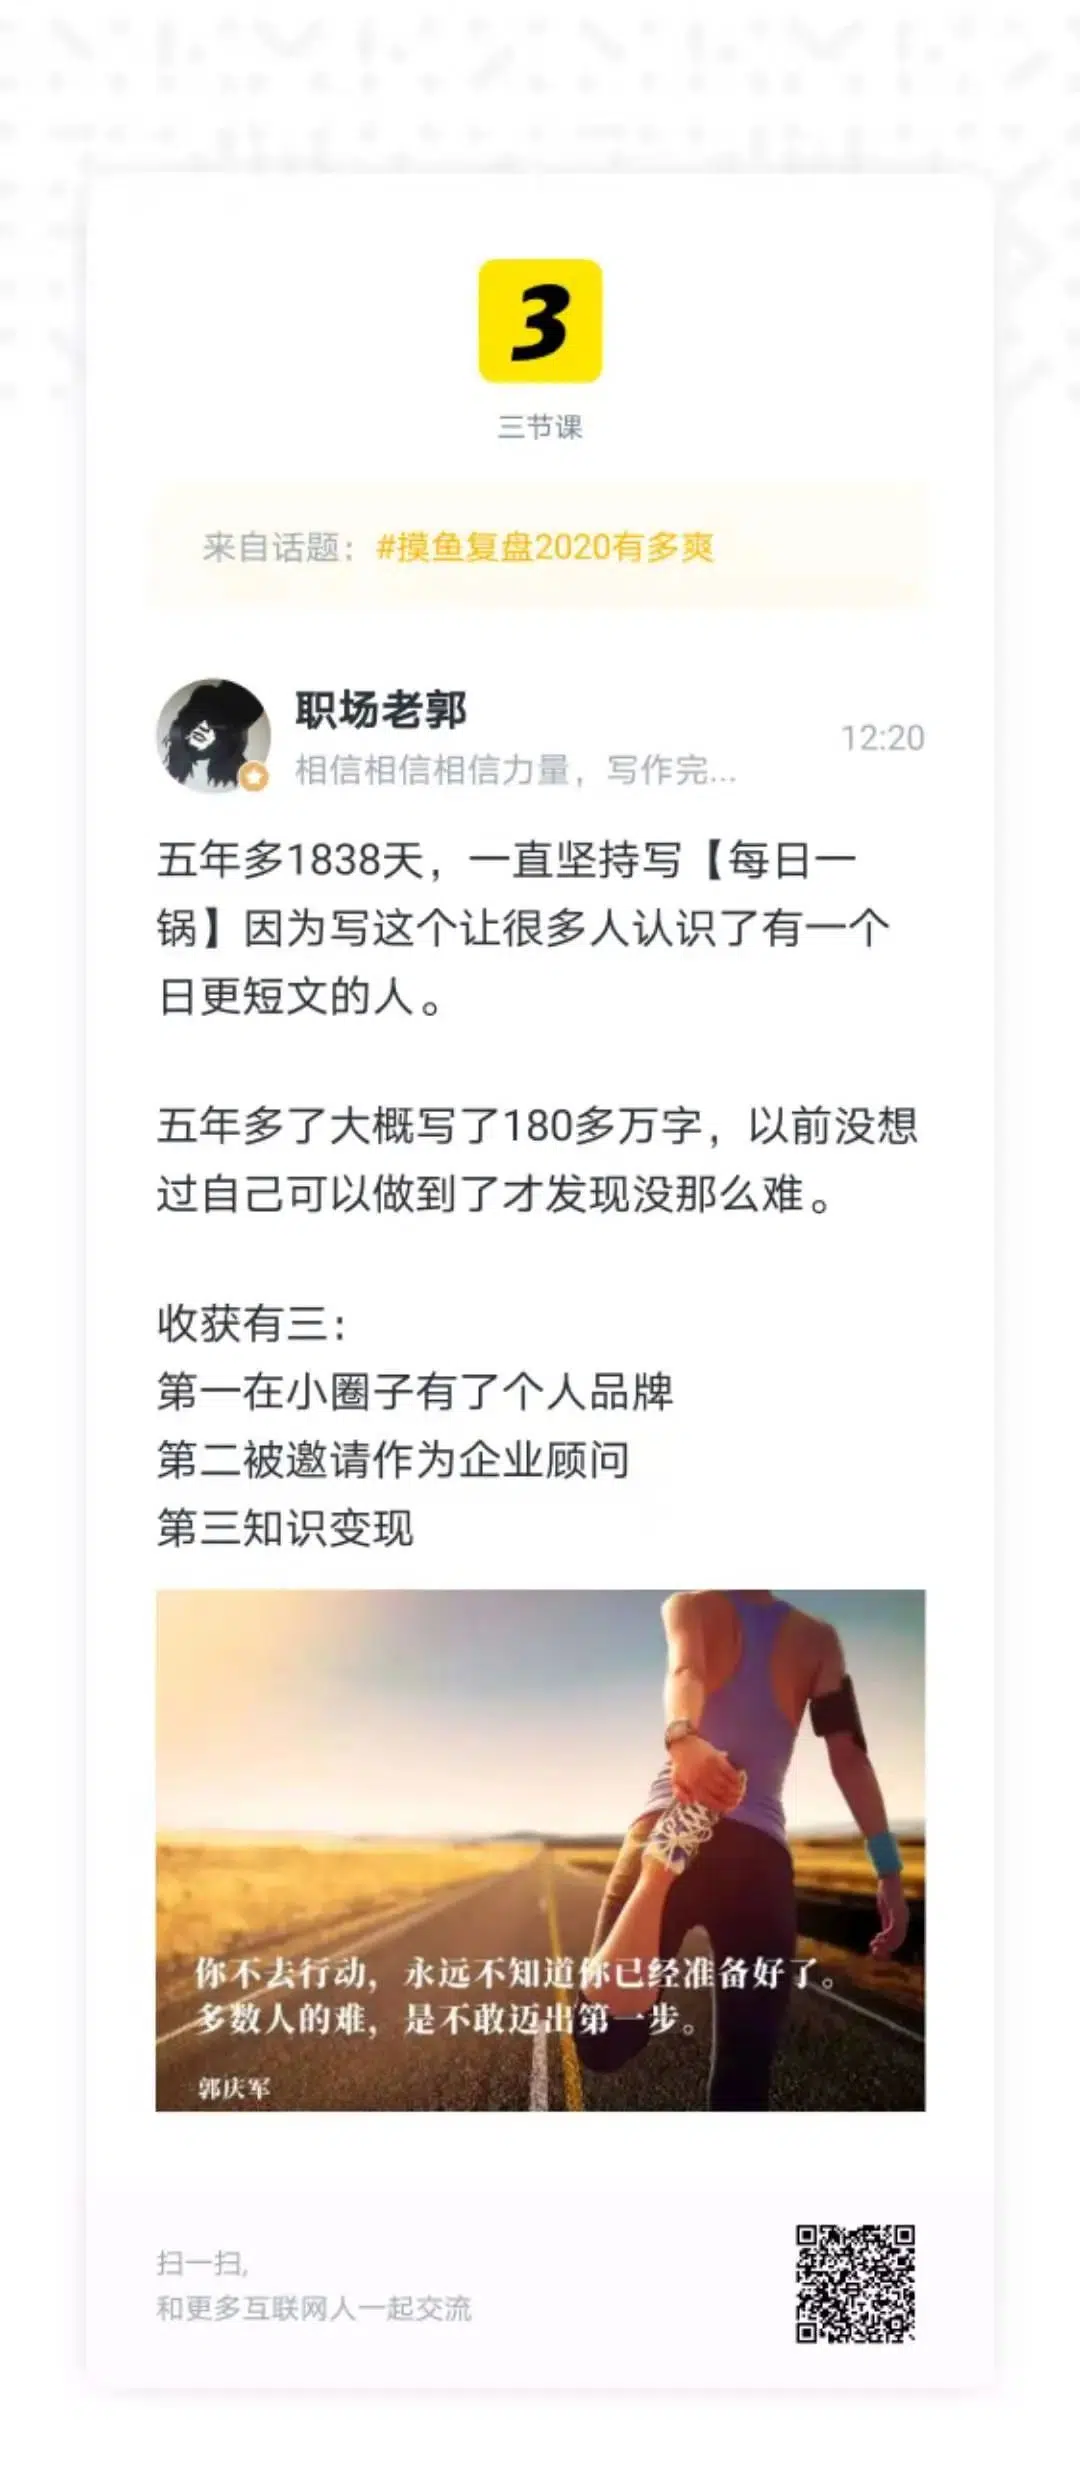 3
三节课
来自话题：#摸鱼复盘2020有多爽
职场老郭
12:20
相信相信相信力量，写作完...
五年多1838天，一直坚持写【每日一
锅】因为写这个让很多人认识了有一个
日更短文的人。
五年多了大概写了180多万字，以前没想
过自己可以做到了才发现没那么难。
收获有三：
第一在小圈子有了个人品牌
第二被邀请作为企业顾问
第三知识变现
你不去行动，永远不知道你已经准备好了。
多数人的难，是不敢迈出第一步。
郭庆军
扫一扫,
和更多互联网人一起交流